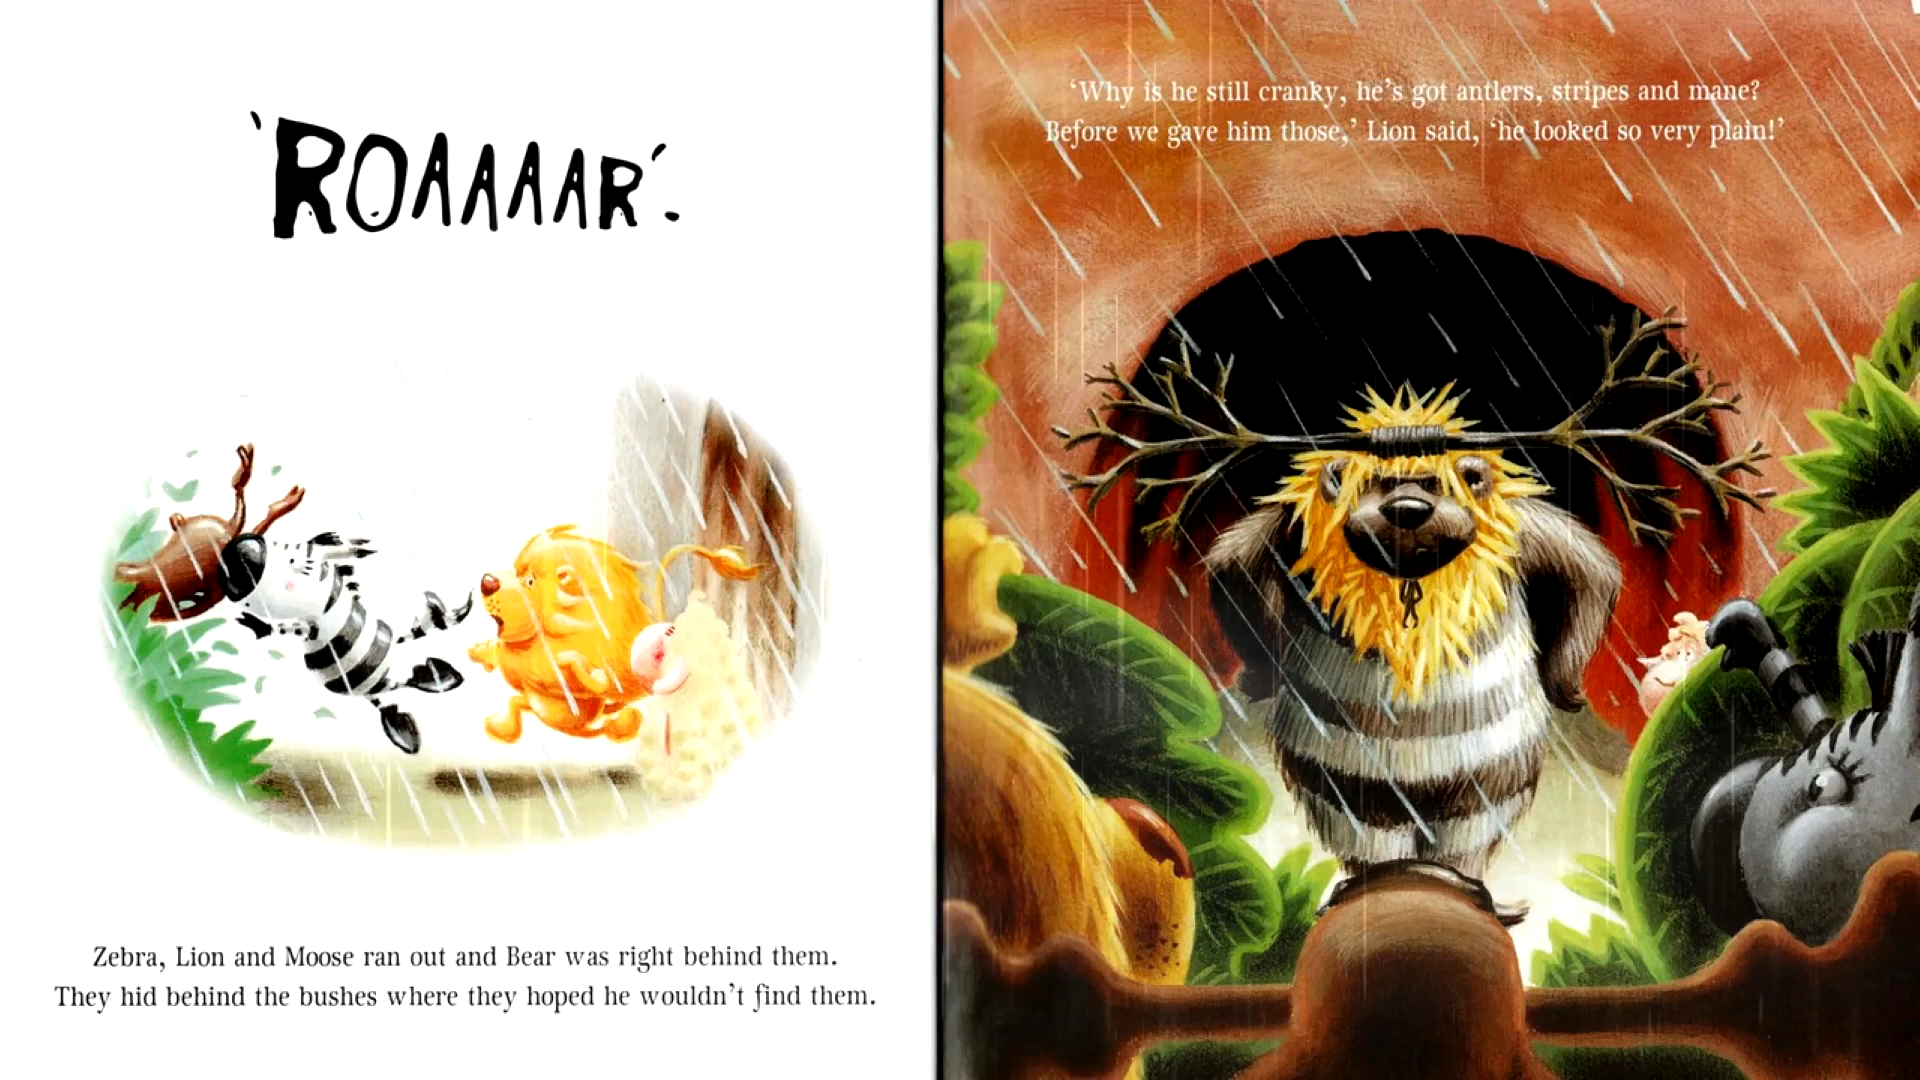 ‘ROAAAAR’.
Zebra, Lion and Moose ran out and Bear was right behind them.
They hid behind the bushes where they hoped he wouldn’t find them.
‘Why is he still cranky, he’s got antlers, stripes and mane?
Before we gave him those,’ Lion said, ‘he looked so very plain!’